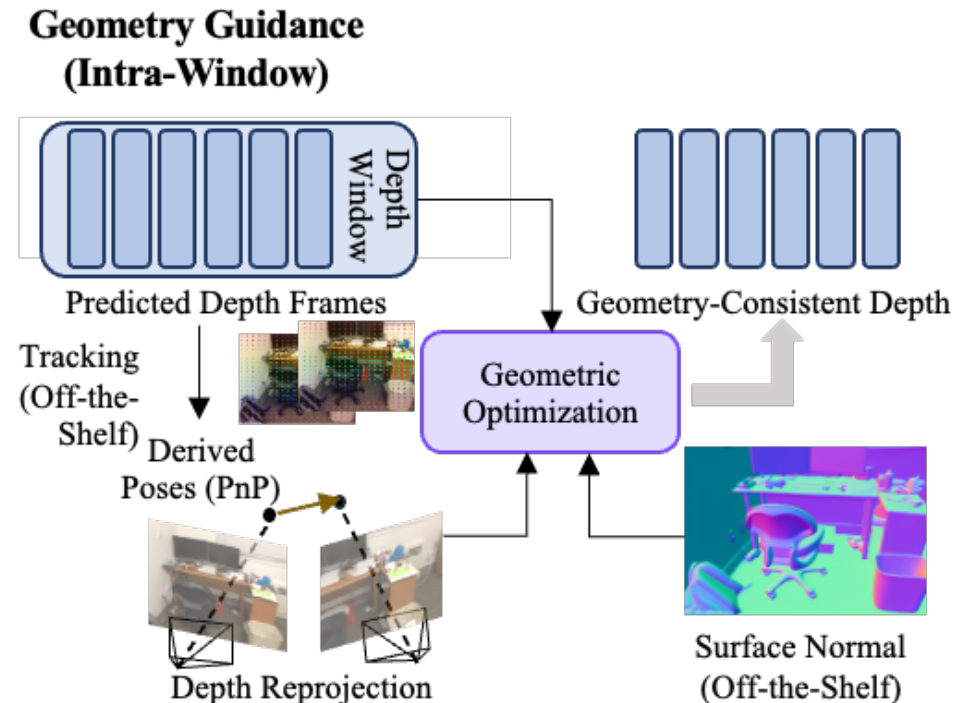 Geometry Guidance
(Intra-Window)
Depth
Window
Predicted Depth Frames
Geometry-Consistent Depth
Tracking
(Off-the-
Shelf)
Geometric
Optimization
Derived
Poses (PnP)
Depth Reprojection
Surface Normal
(Off-the-Shelf)